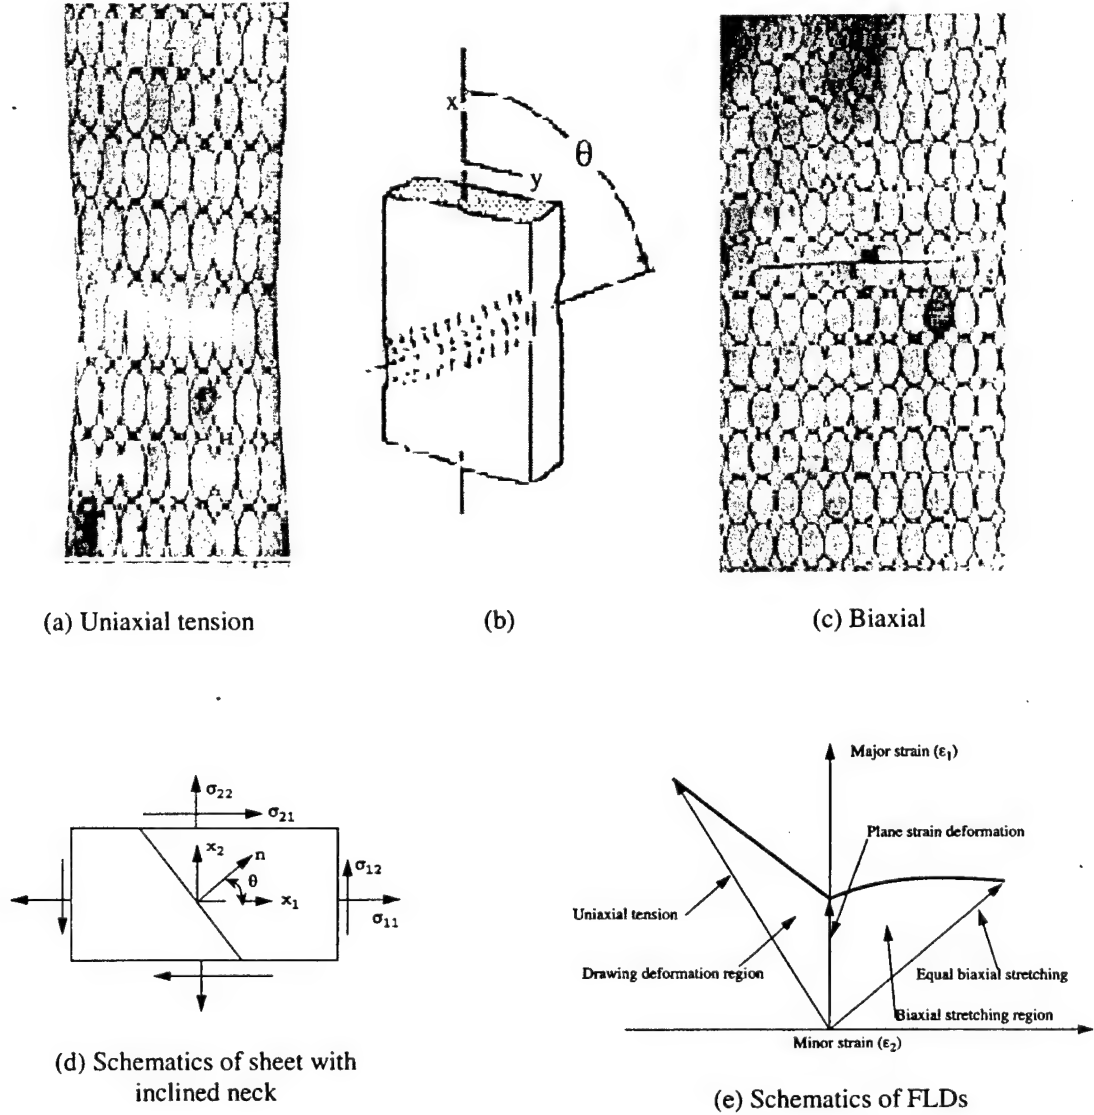 x
y
θ
(a) Uniaxial tension
(b)
(c) Biaxial
σ22
σ21
x2
n
θ
x1
σ12
σ11
(d) Schematics of sheet with
inclined neck
Major strain (ε1)
Plane strain deformation
Uniaxial tension
Drawing deformation region
Equal biaxial stretching
Biaxial stretching region
Minor strain (ε2)
(e) Schematics of FLDs